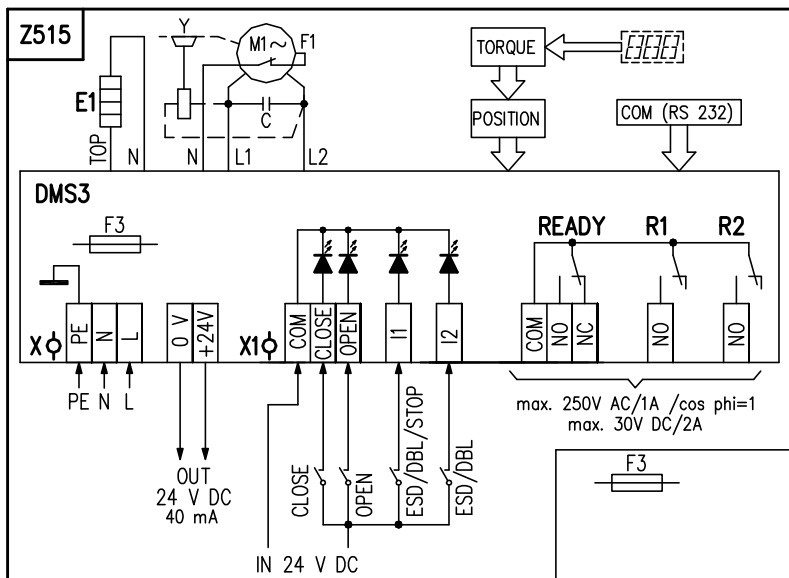 Z515
Y
M1 ~
F1
TORQUE
E1
C
POSITION
COM (RS 232)
TOP
N
N
L1
L2
DMS3
F3
READY
R1
R2
X
PE
N
L
0 V
+24V
X1
COM
CLOSE
OPEN
I1
I2
COM
NO
NC
NO
NO
PE N L
max. 250V AC/1A /cos phi=1
max. 30V DC/2A
OUT
24 V DC
40 mA
CLOSE
OPEN
ESD/DBL/STOP
ESD/DBL
F3
IN 24 V DC